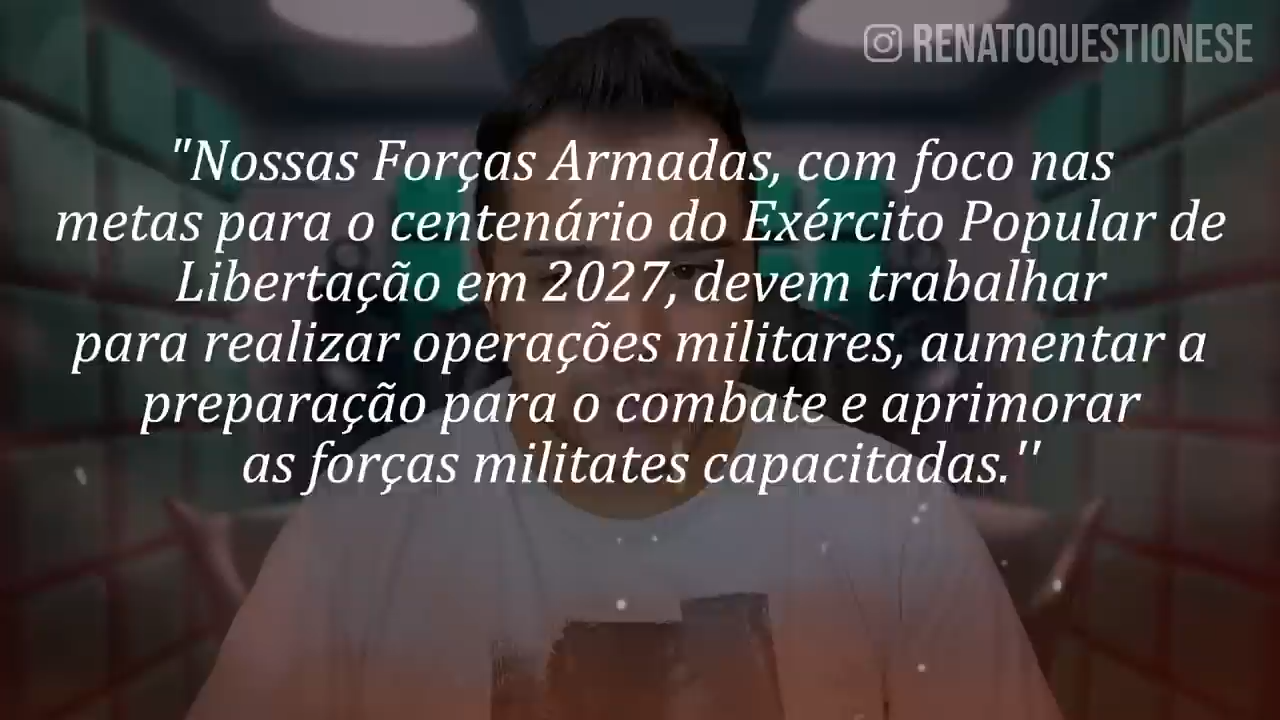 RENATOQUESTIONESE
"Nossas Forças Armadas, com foco nas
metas para o centenário do Exército Popular de
Libertação em 2027, devem trabalhar
para realizar operações militares, aumentar a
preparação para o combate e aprimorar
as forças militates capacitadas.''